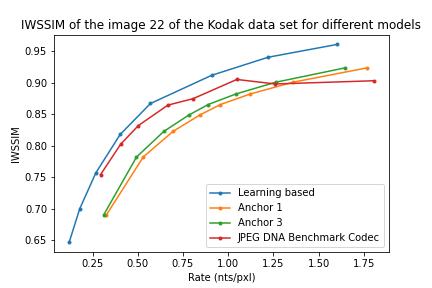 IWSSIM of the image 22 of the Kodak data set for different models
IWSSIM
0.95
0.90
0.85
0.80
0.75
0.70
0.65
0.25 0.50 0.75 1.00 1.25 1.50 1.75
Rate (nts/pxl)
Learning based
Anchor 1
Anchor 3
JPEG DNA Benchmark Codec